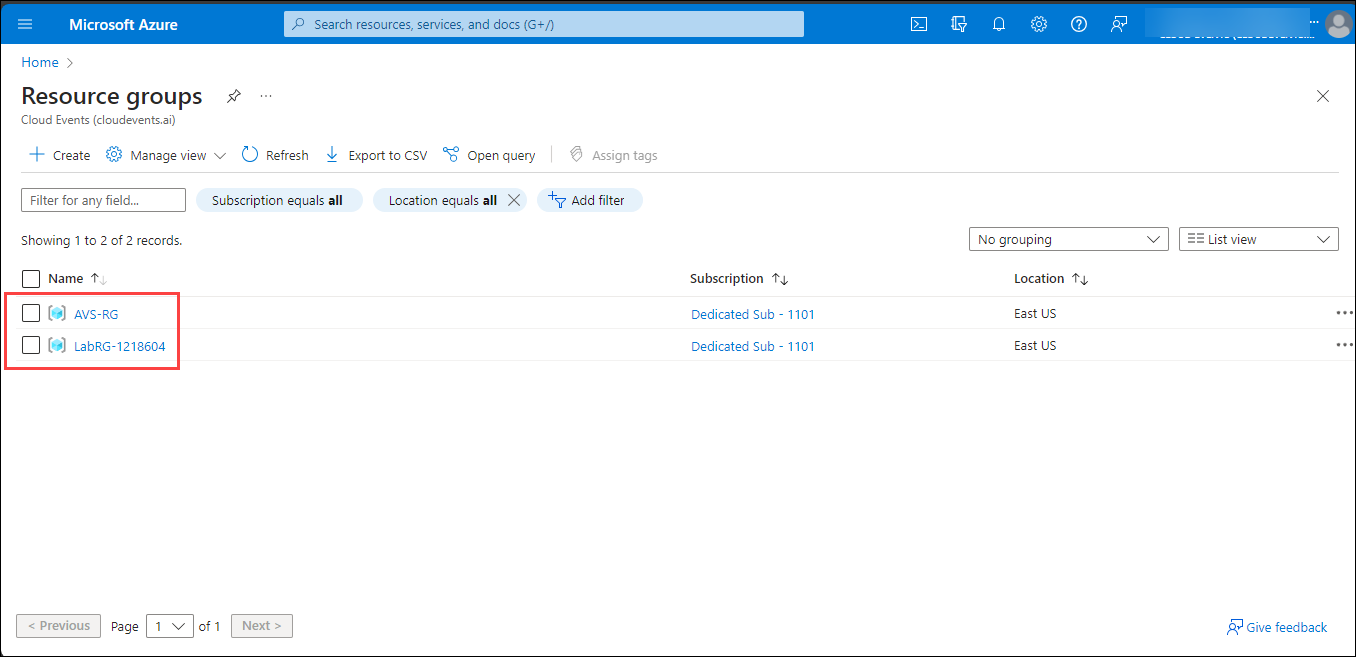 Microsoft Azure Search resources, services, and docs (G+/)
Home >
Resource groups
Cloud Events (cloudevents.ai)
Create Manage view Refresh Export to CSV Open query Assign tags
Filter for any field... Subscription equals all Location equals all Add filter
Showing 1 to 2 of 2 records. No grouping List view
Name Subscription Location
AVS-RG Dedicated Sub - 1101 East US
LabRG-1218604 Dedicated Sub - 1101 East US
< Previous Page 1 of 1 Next > Give feedback